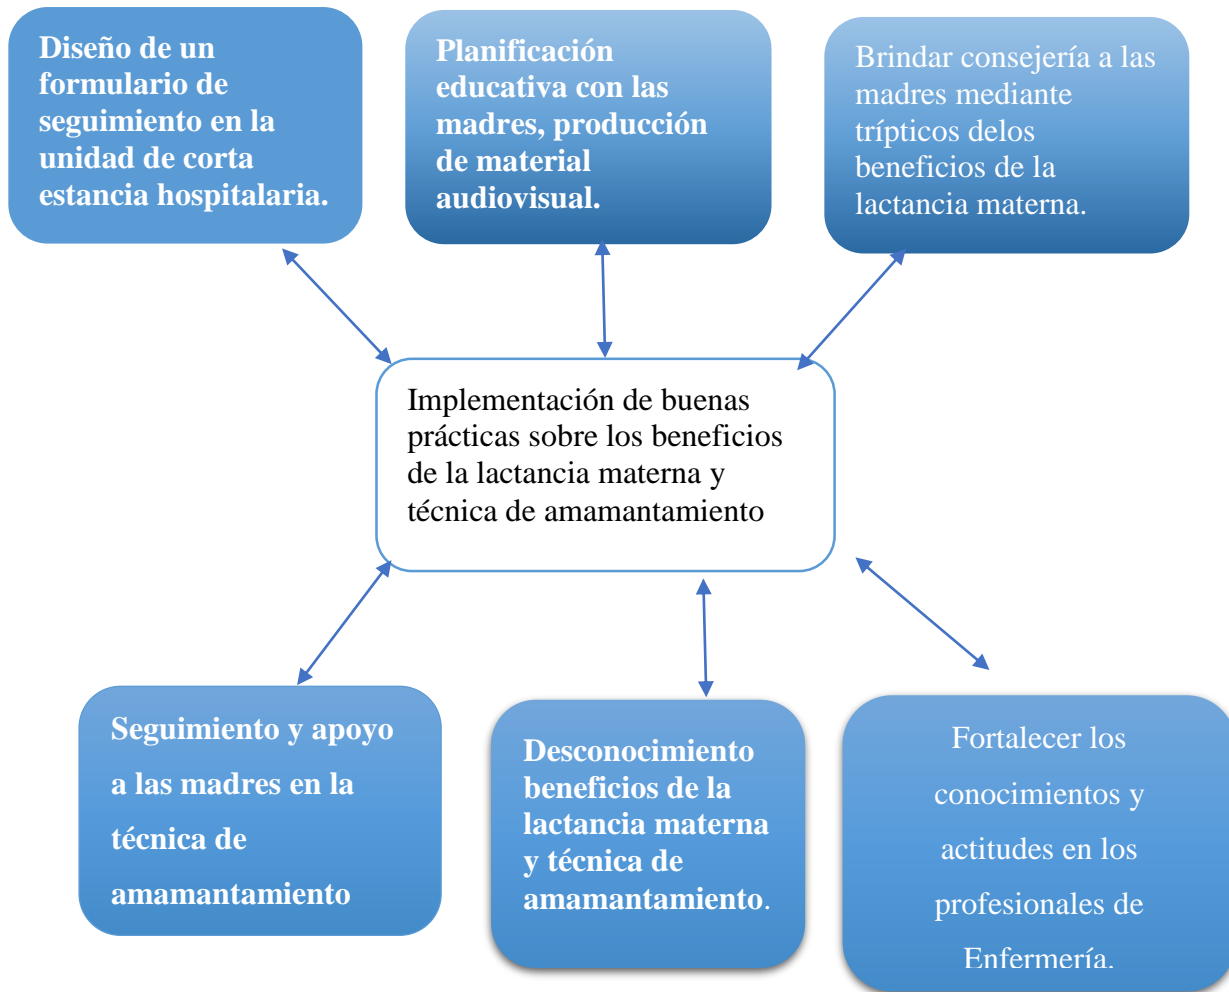 Diseño de un
formulario de
seguimiento en la
unidad de corta
estancia hospitalaria.
Planificación
educativa con las
madres, producción
de material
audiovisual.
Brindar consejería a las
madres mediante
trípticos delos
beneficios de la
lactancia materna.
Implementación de buenas
prácticas sobre los beneficios
de la lactancia materna y
técnica de amamantamiento
Seguimiento y apoyo
a las madres en la
técnica de
amamantamiento
Desconocimiento
beneficios de la
lactancia materna
y técnica de
amamantamiento.
Fortalecer los
conocimientos y
actitudes en los
profesionales de
Enfermería.